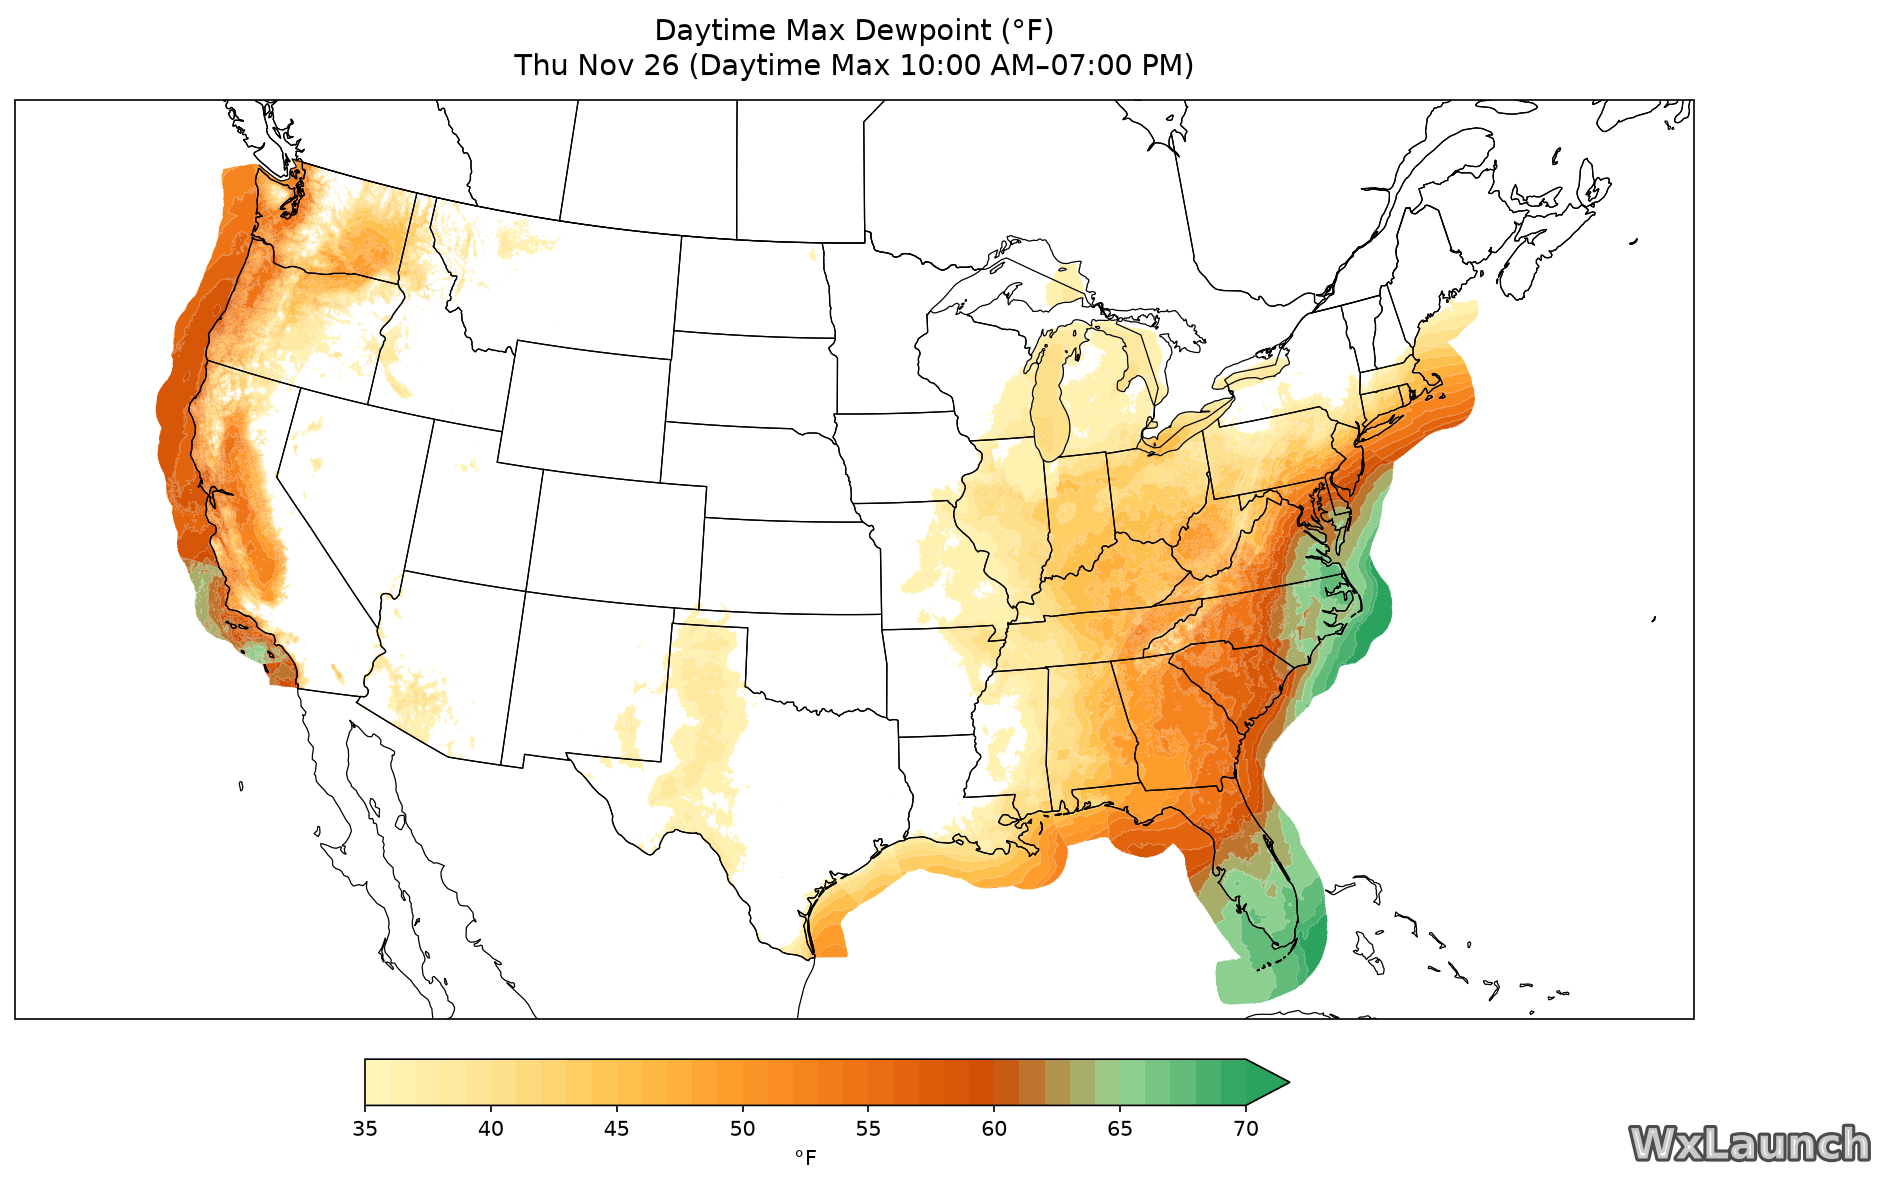 Daytime Max Dewpoint (°F)
Thu Nov 26 (Daytime Max 10:00 AM–07:00 PM)
35 40 45 50 55 60 65 70
°F
WxLaunch